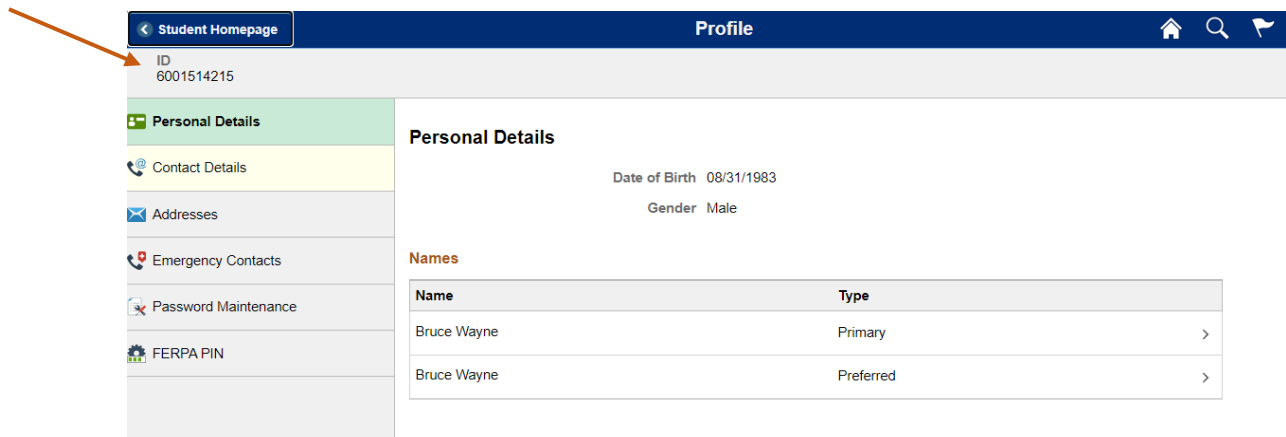 Student Homepage
Profile
ID
6001514215
Personal Details
Contact Details
Addresses
Emergency Contacts
Password Maintenance
FERPA PIN
Personal Details
Date of Birth 08/31/1983
Gender Male
Names
Name Type
Bruce Wayne Primary
Bruce Wayne Preferred